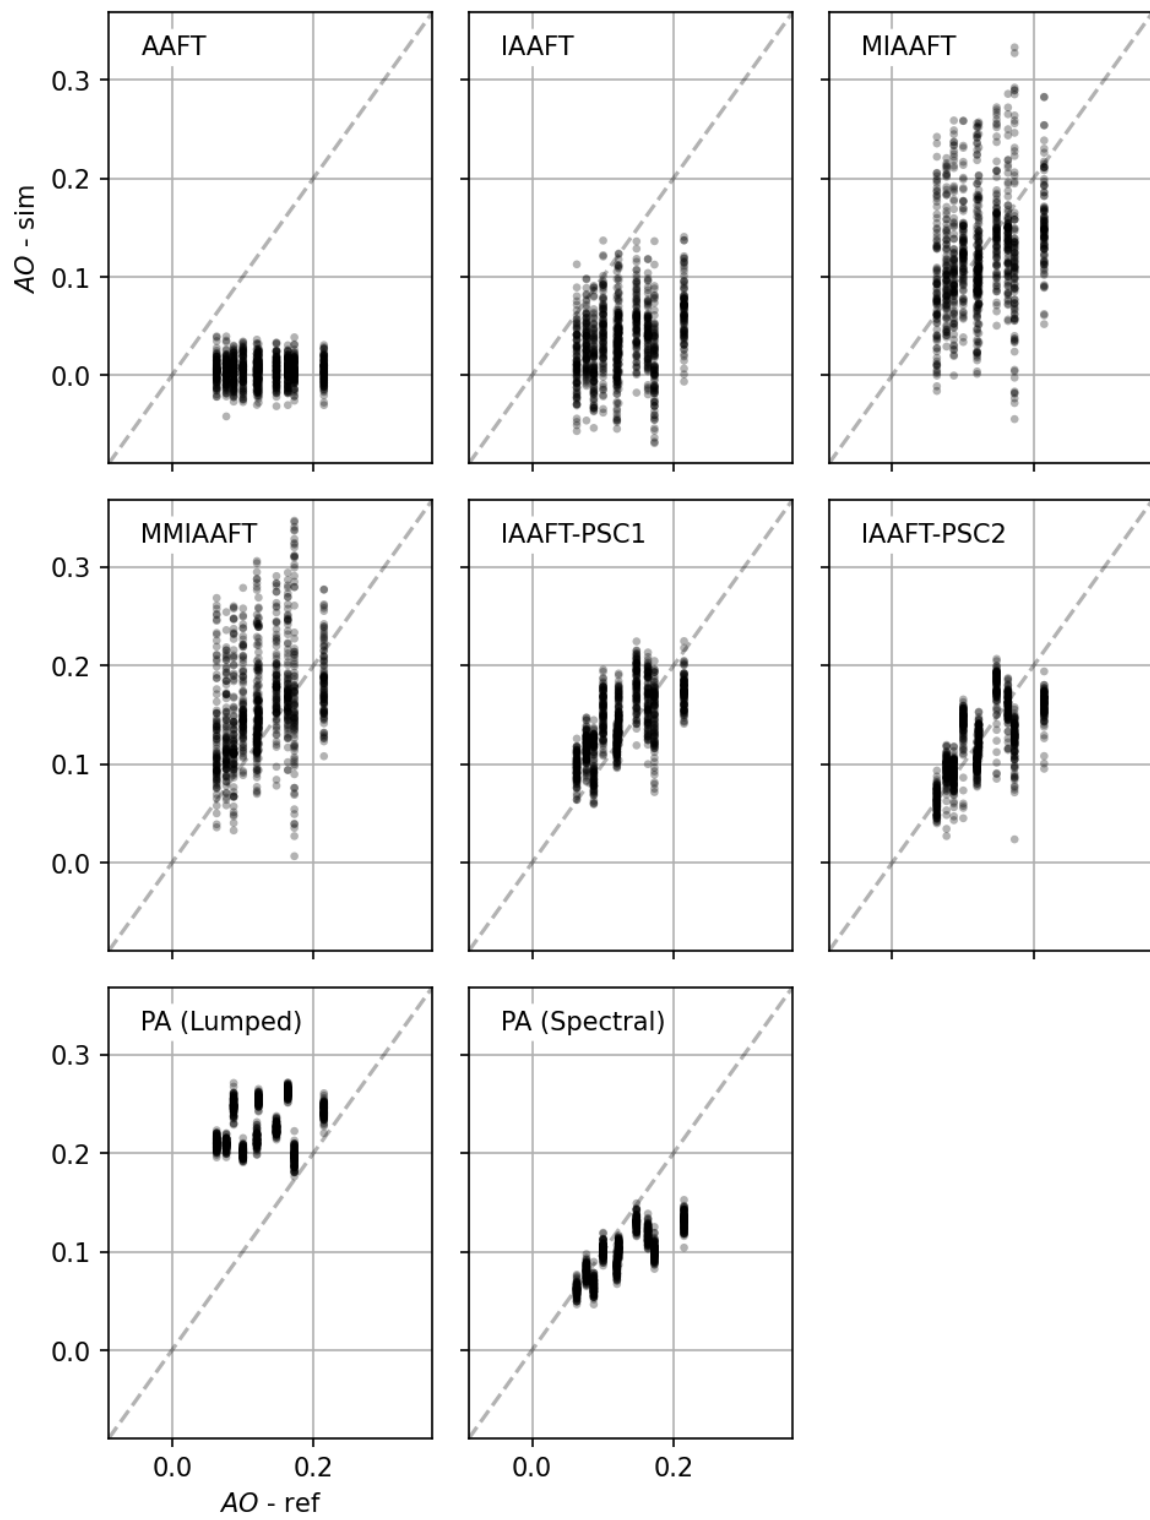 AAFT
IAAFT
MIAAFT
0.3
0.2
0.1
0.0
AO - sim
MMIAAFT
IAAFT-PSC1
IAAFT-PSC2
0.3
0.2
0.1
0.0
PA (Lumped)
PA (Spectral)
0.3
0.2
0.1
0.0
0.0 0.2
0.0 0.2
AO - ref